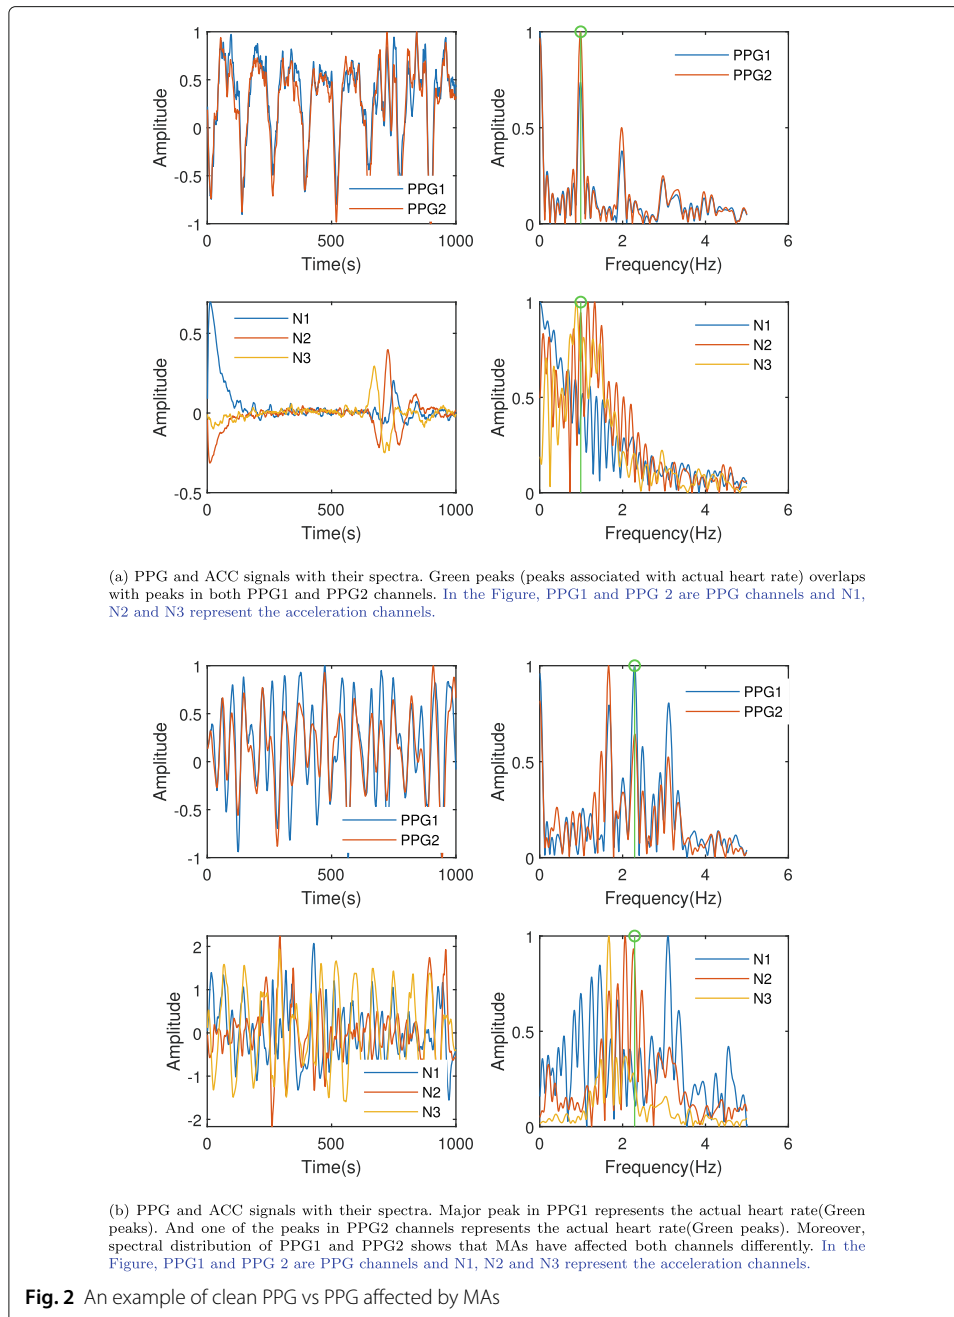 1
0.5
0
-0.5
-1
Amplitude
PPG1
PPG2
0
500
1000
Time(s)
1
0.5
0
Amplitude
PPG1
PPG2
0
2
4
6
Frequency(Hz)
0.5
0
-0.5
Amplitude
N1
N2
N3
0
500
1000
Time(s)
1
0.5
0
Amplitude
N1
N2
N3
0
2
4
6
Frequency(Hz)
(a) PPG and ACC signals with their spectra. Green peaks (peaks associated with actual heart rate) overlaps
with peaks in both PPG1 and PPG2 channels. In the Figure, PPG1 and PPG 2 are PPG channels and N1,
N2 and N3 represent the acceleration channels.
1
0.5
0
-0.5
-1
Amplitude
PPG1
PPG2
0
500
1000
Time(s)
1
0.5
0
Amplitude
PPG1
PPG2
0
2
4
6
Frequency(Hz)
2
1
0
-1
-2
Amplitude
N1
N2
N3
0
500
1000
Time(s)
1
0.5
0
Amplitude
N1
N2
N3
0
2
4
6
Frequency(Hz)
(b) PPG and ACC signals with their spectra. Major peak in PPG1 represents the actual heart rate(Green
peaks). And one of the peaks in PPG2 channels represents the actual heart rate(Green peaks). Moreover,
spectral distribution of PPG1 and PPG2 shows that MAs have affected both channels differently. In the
Figure, PPG1 and PPG 2 are PPG channels and N1, N2 and N3 represent the acceleration channels.
Fig. 2 An example of clean PPG vs PPG affected by MAs